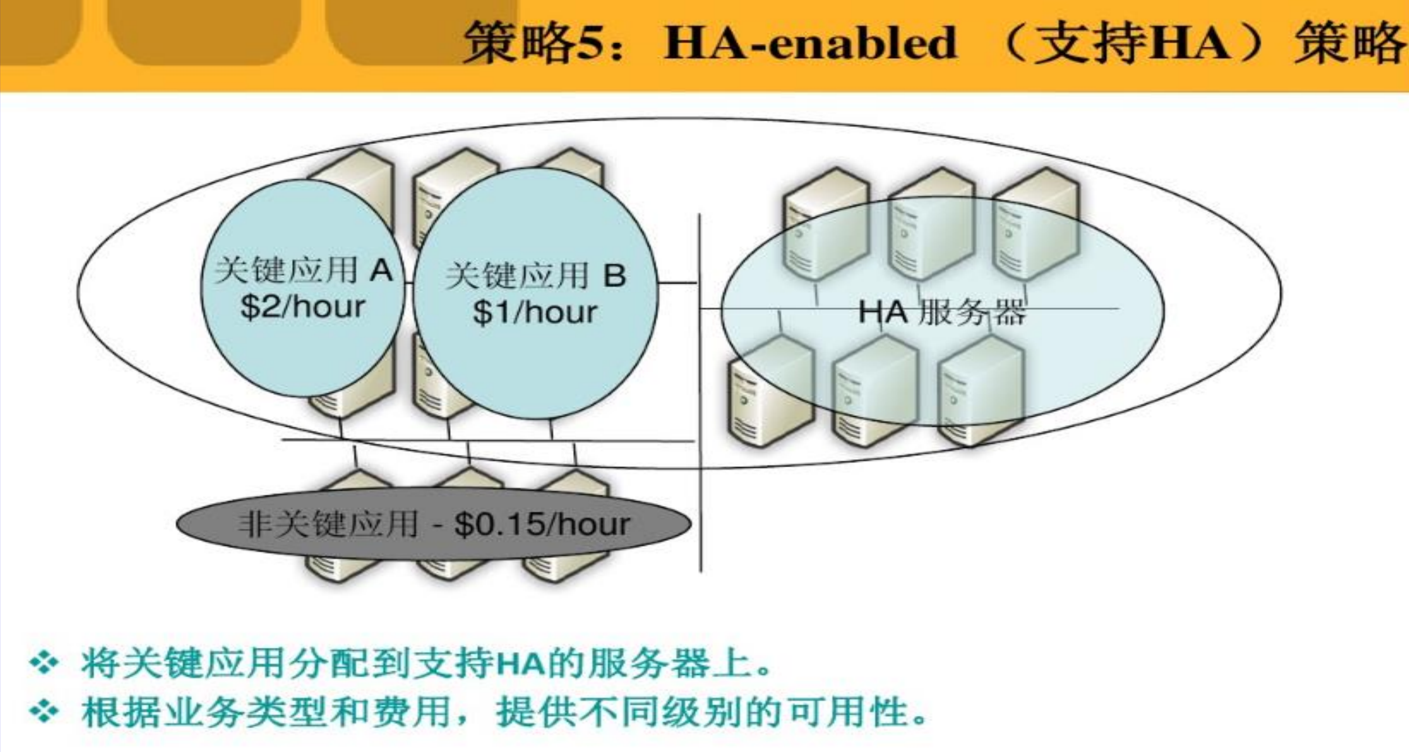 策略5：HA-enabled （支持HA）策略
关键应用 A
$2/hour
关键应用 B
$1/hour
HA 服务器
非关键应用 - $0.15/hour
❖ 将关键应用分配到支持HA的服务器上。
❖ 根据业务类型和费用，提供不同级别的可用性。